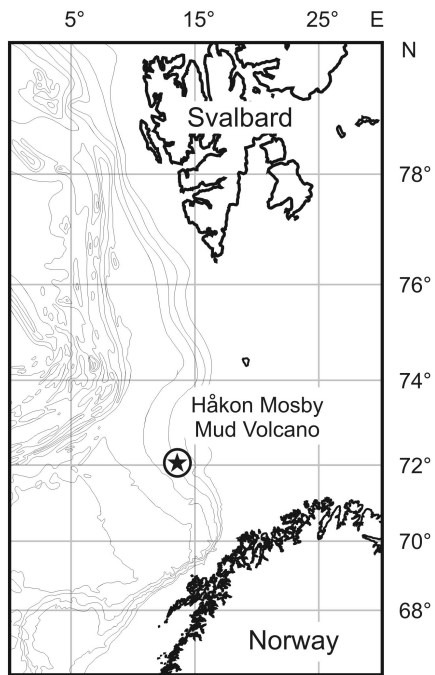 5° 15° 25° E
N
Svalbard
78°
76°
74°
Håkon Mosby
Mud Volcano
72°
70°
68°
Norway